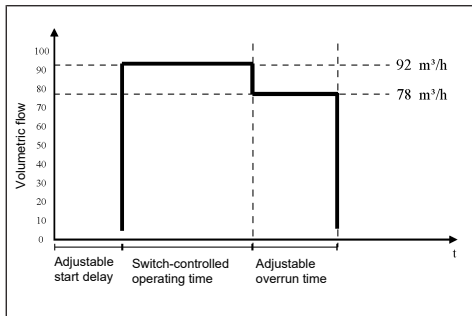 Volumetric flow
100
90
80
70
60
50
40
30
20
10
0
92 m³/h
78 m³/h
t
Adjustable
start delay
Switch-controlled
operating time
Adjustable
overrun time